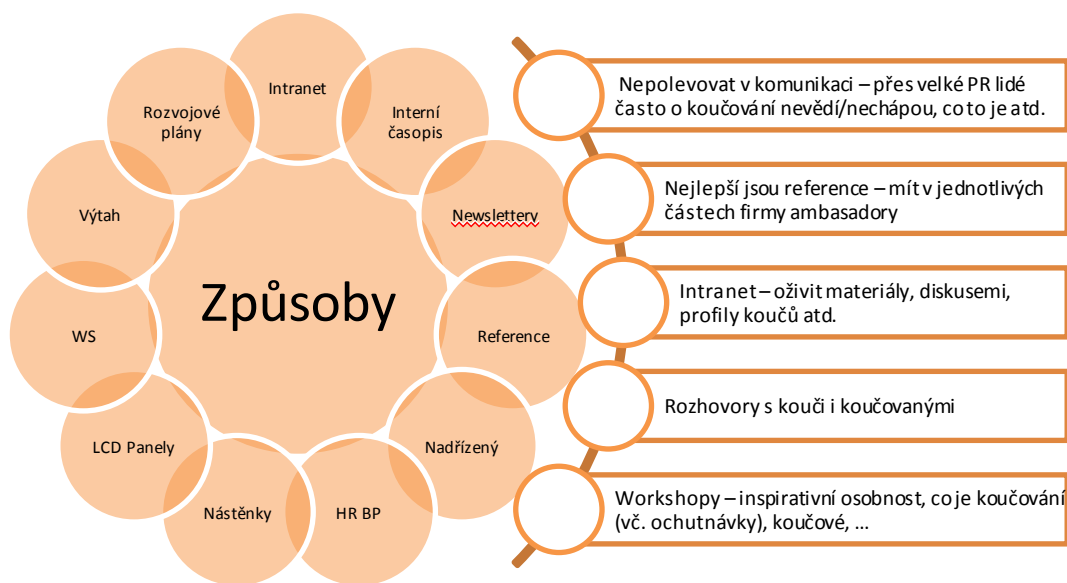 Způsoby
Intranet
Interní
časopis
Newslettery
Reference
Nadřízený
HR BP
Nástěnky
LCD Panely
WS
Výtah
Rozvojové
plány
Nepolevovat v komunikaci – přes velké PR lidé
často o koučování nevědí/nechápou, co to je atd.
Nejlepší jsou reference – mít v jednotlivých
částech firmy ambasadory
Intranet – oživit materiály, diskusemi,
profily koučů atd.
Rozhovory s kouči i koučovanými
Workshopy – inspirativní osobnost, co je koučování
(vč. ochutnávky), koučové, …